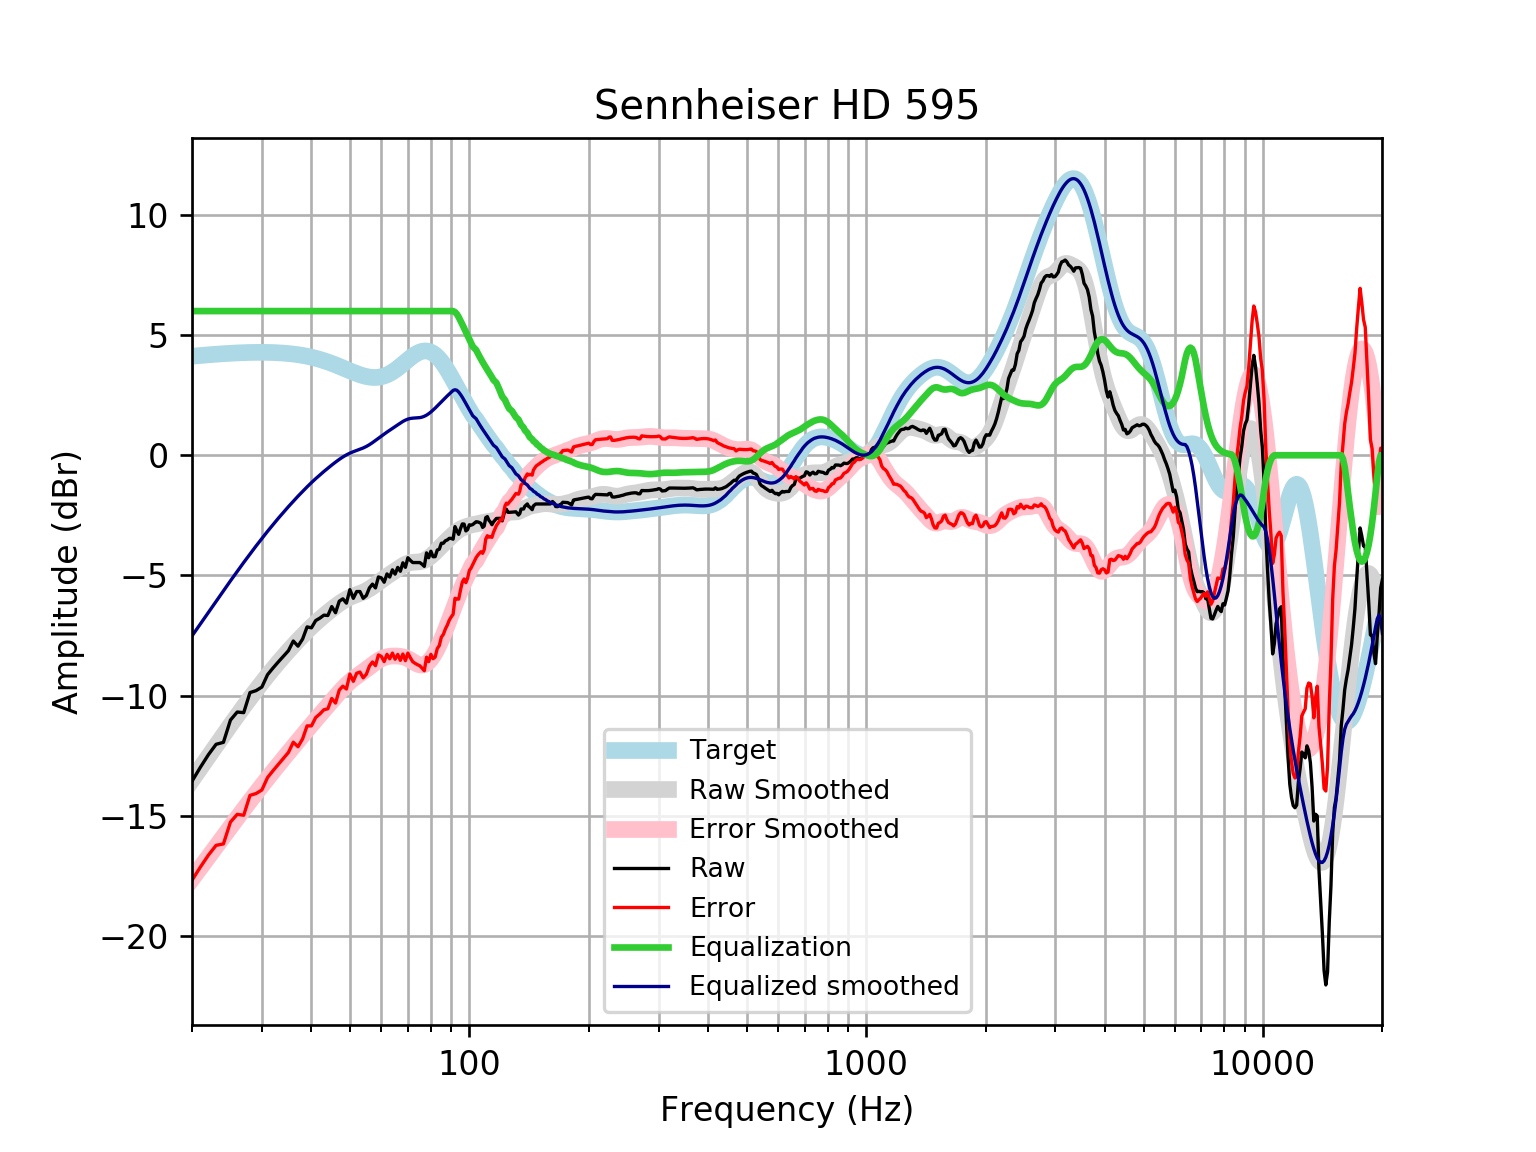 Sennheiser HD 595
10
5
0
−5
−10
−15
−20
Amplitude (dBr)
Target
Raw Smoothed
Error Smoothed
Raw
Error
Equalization
Equalized smoothed
100 1000 10000
Frequency (Hz)